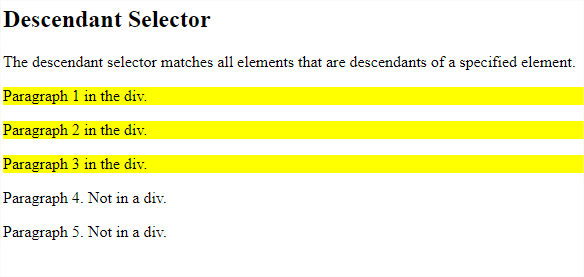 Descendant Selector
The descendant selector matches all elements that are descendants of a specified element.
Paragraph 1 in the div.
Paragraph 2 in the div.
Paragraph 3 in the div.
Paragraph 4. Not in a div.
Paragraph 5. Not in a div.